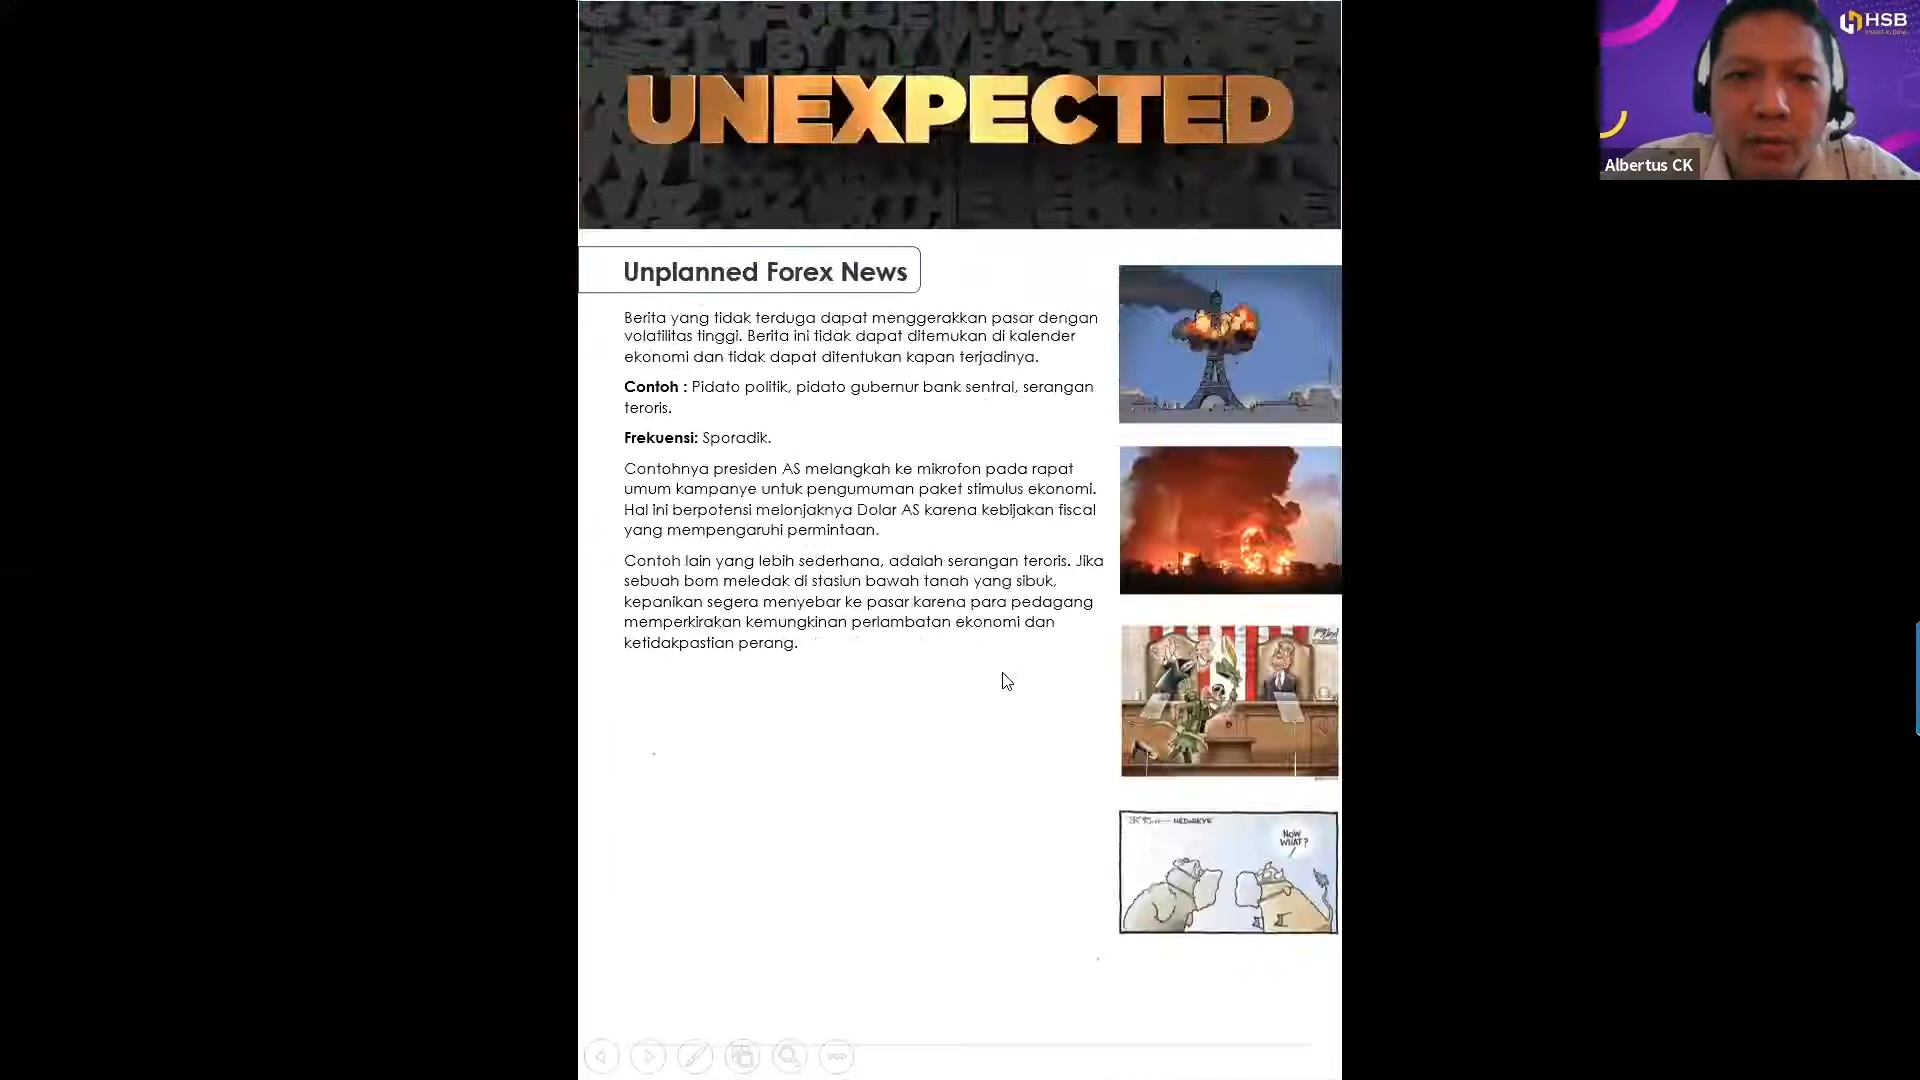 UNEXPECTED
HSB
Albertus CK
Unplanned Forex News
Berita yang tidak terduga dapat menggerakkan pasar dengan
volatilitas tinggi. Berita ini tidak dapat ditemukan di kalender
ekonomi dan tidak dapat ditentukan kapan terjadinya.
Contoh : Pidato politik, pidato gubernur bank sentral, serangan
teroris.
Frekuensi: Sporadik.
Contohnya presiden AS melangkah ke mikrofon pada rapat
umum kampanye untuk pengumuman paket stimulus ekonomi.
Hal ini berpotensi melonjaknya Dolar AS karena kebijakan fiscal
yang mempengaruhi permintaan.
Contoh lain yang lebih sederhana, adalah serangan teroris. Jika
sebuah bom meledak di stasiun bawah tanah yang sibuk,
kepanikan segera menyebar ke pasar karena para pedagang
memperkirakan kemungkinan perlambatan ekonomi dan
ketidakpastian perang.
NOW
WHAT?